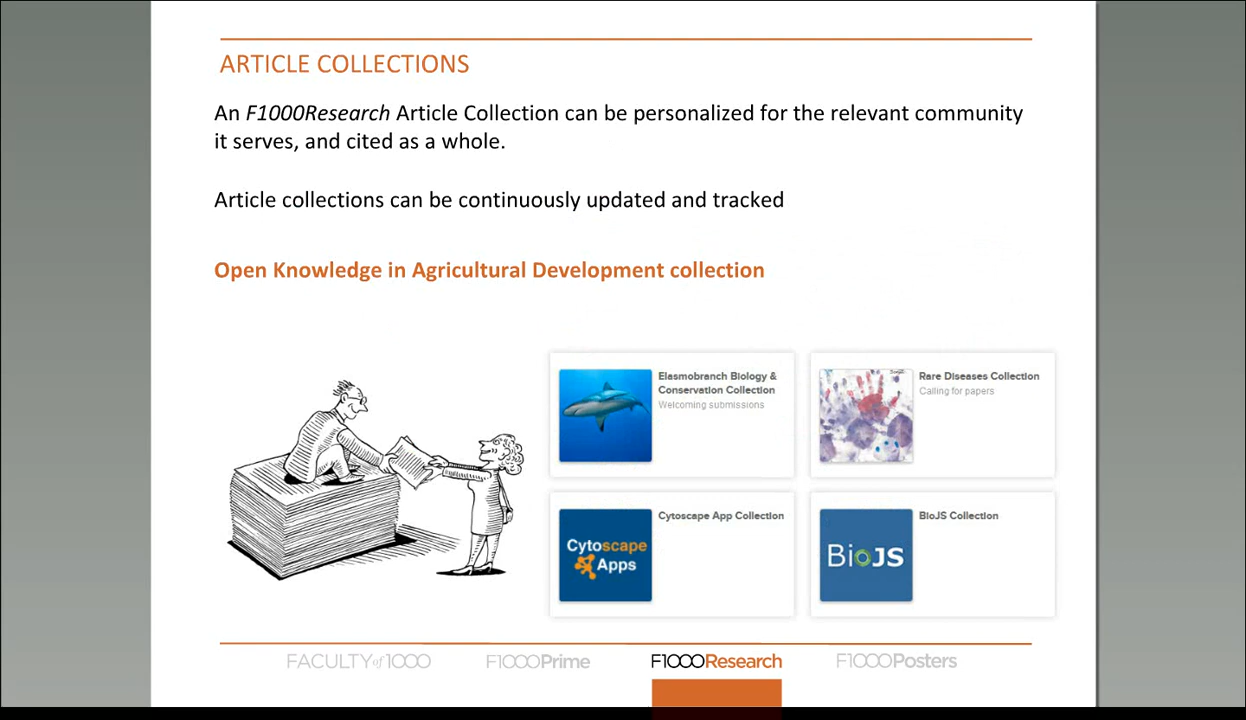 ARTICLE COLLECTIONS
An F1000Research Article Collection can be personalized for the relevant community
it serves, and cited as a whole.
Article collections can be continuously updated and tracked
Open Knowledge in Agricultural Development collection
Elasmobranch Biology &
Conservation Collection
Welcoming submissions
Rare Diseases Collection
Calling for papers
Cytoscape App Collection
Cytoscape
Apps
BioJS Collection
BioJS
FACULTY of 1000
F1000Prime
F1000Research
F1000Posters